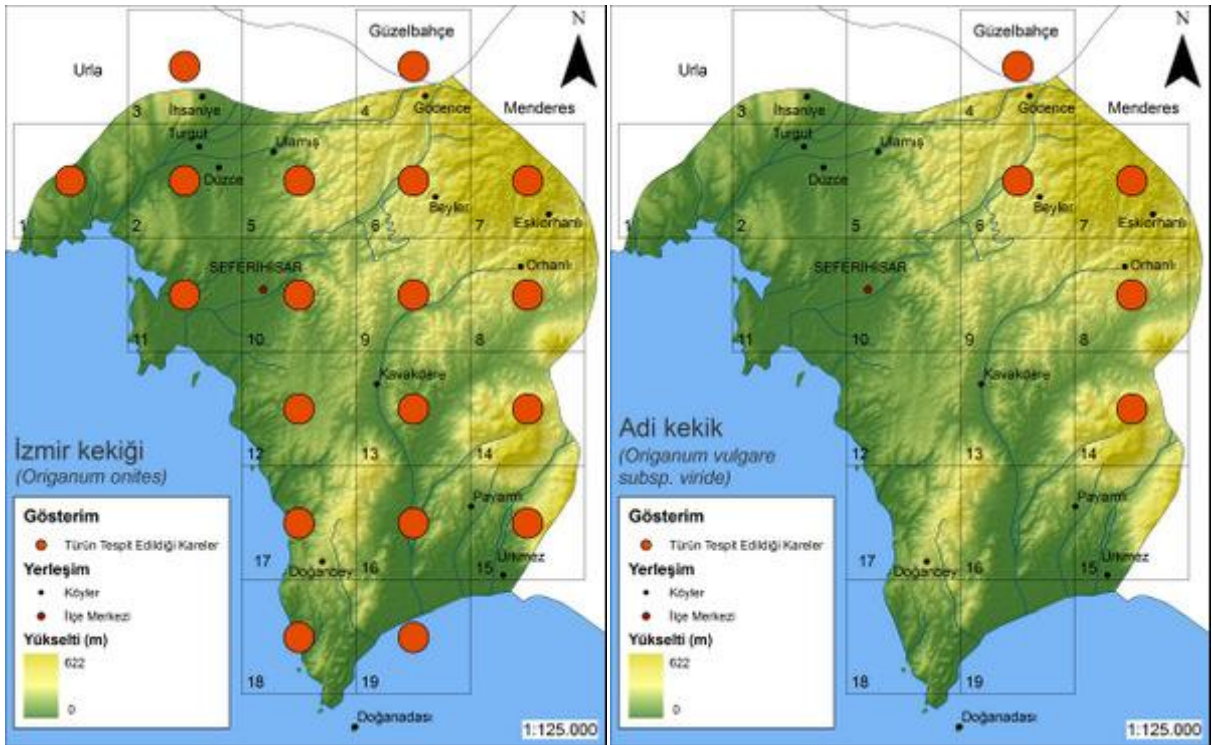 N
Güzelbahçe
Urla
Menderes
3
4
İhsaniye
Gödence
Turgut
Ulamış
Düzce
Beyler
Eskiorhanlı
1
2
5
6
7
SEFERİHİSAR
Orhanlı
11
10
9
8
Kavakdere
İzmir kekiği
(Origanum onites)
12
13
14
Payamlı
Gösterim
Türün Tespit Edildiği Kareler
Yerleşim
Köyler
İlçe Merkezi
Yükselti (m)
622
0
17
Doğanbey
16
15
Ürkmez
18
19
Doğanadası
1:125.000
N
Güzelbahçe
Urla
Menderes
3
4
İhsaniye
Gödence
Turgut
Ulamış
Düzce
Beyler
Eskiorhanlı
1
2
5
6
7
SEFERİHİSAR
Orhanlı
11
10
9
8
Kavakdere
Adi kekik
(Origanum vulgare
subsp. viride)
12
13
14
Payamlı
Gösterim
Türün Tespit Edildiği Kareler
Yerleşim
Köyler
İlçe Merkezi
Yükselti (m)
622
0
17
Doğanbey
16
15
Ürkmez
18
19
Doğanadası
1:125.000